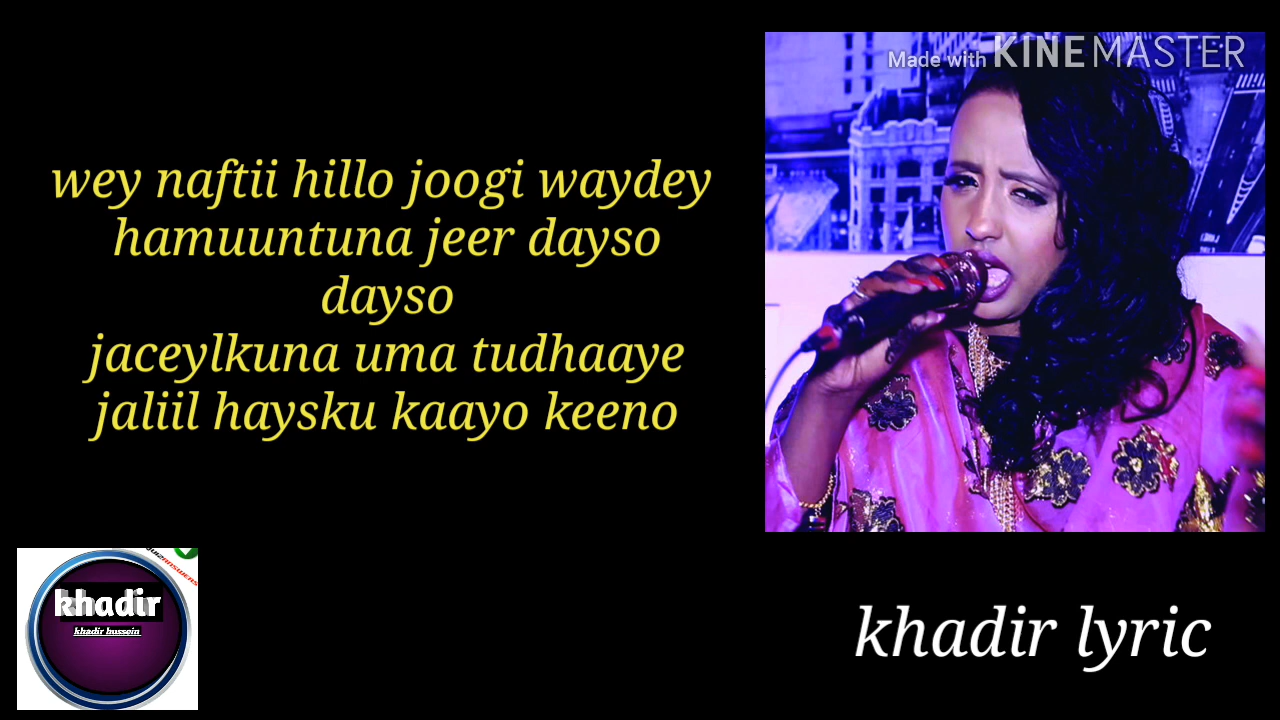 Made with KINEMASTER
wey naftii hillo joogi waydey
hamuuntuna jeer dayso
dayso
jaceylkuna uma tudhaaye
jaliil haysku kaayo keeno
khadir
khadir hussein
khadir lyric